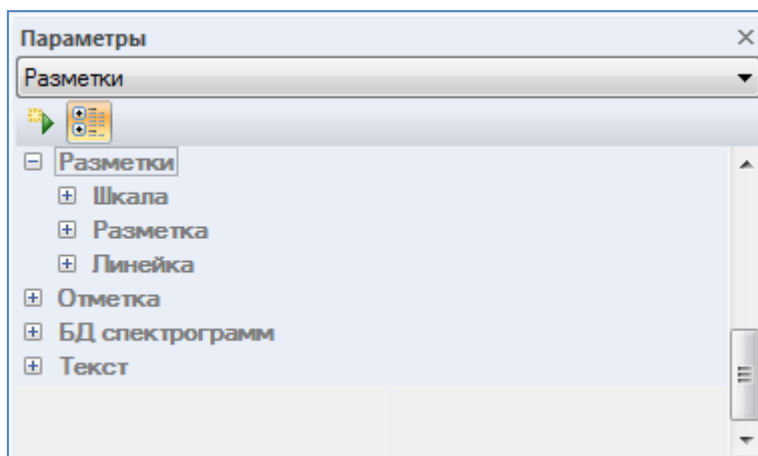 Параметры
Разметки
Разметки
Шкала
Разметка
Линейка
Отметка
БД спектрограмм
Текст